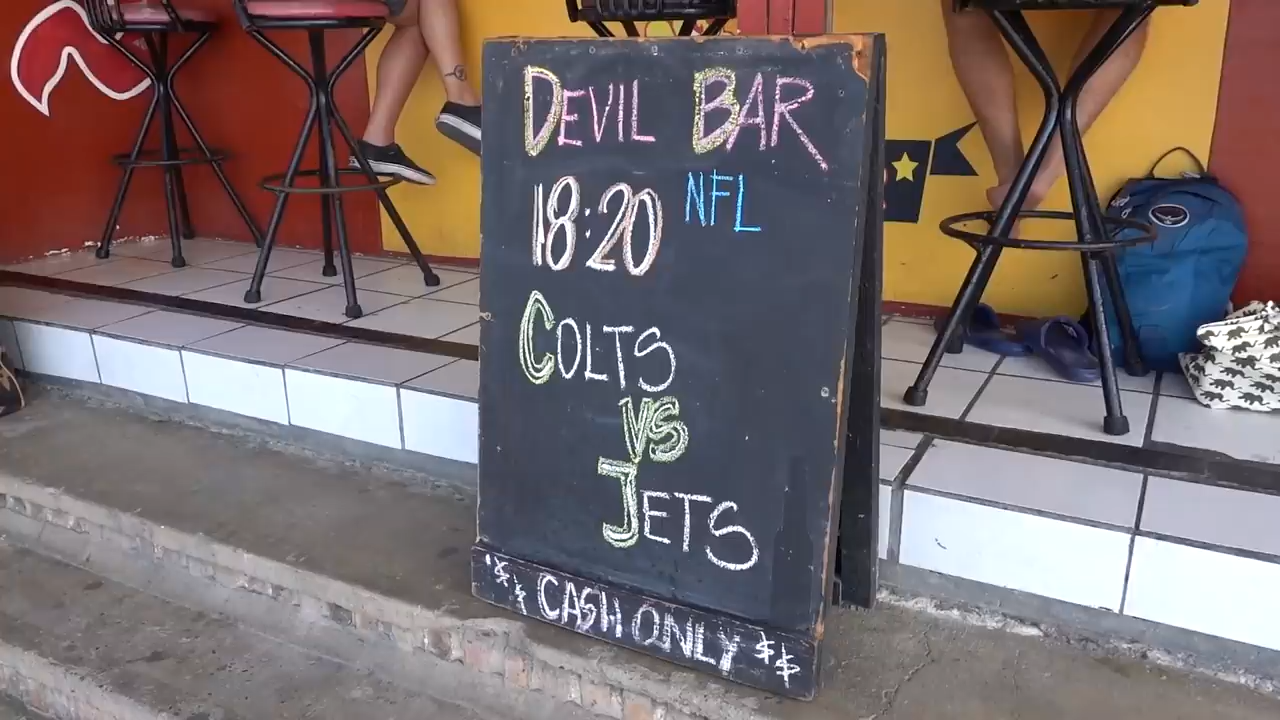 DEVIL BAR
18:20 NFL
COLTS
VS
JETS
$$ CASH ONLY $$